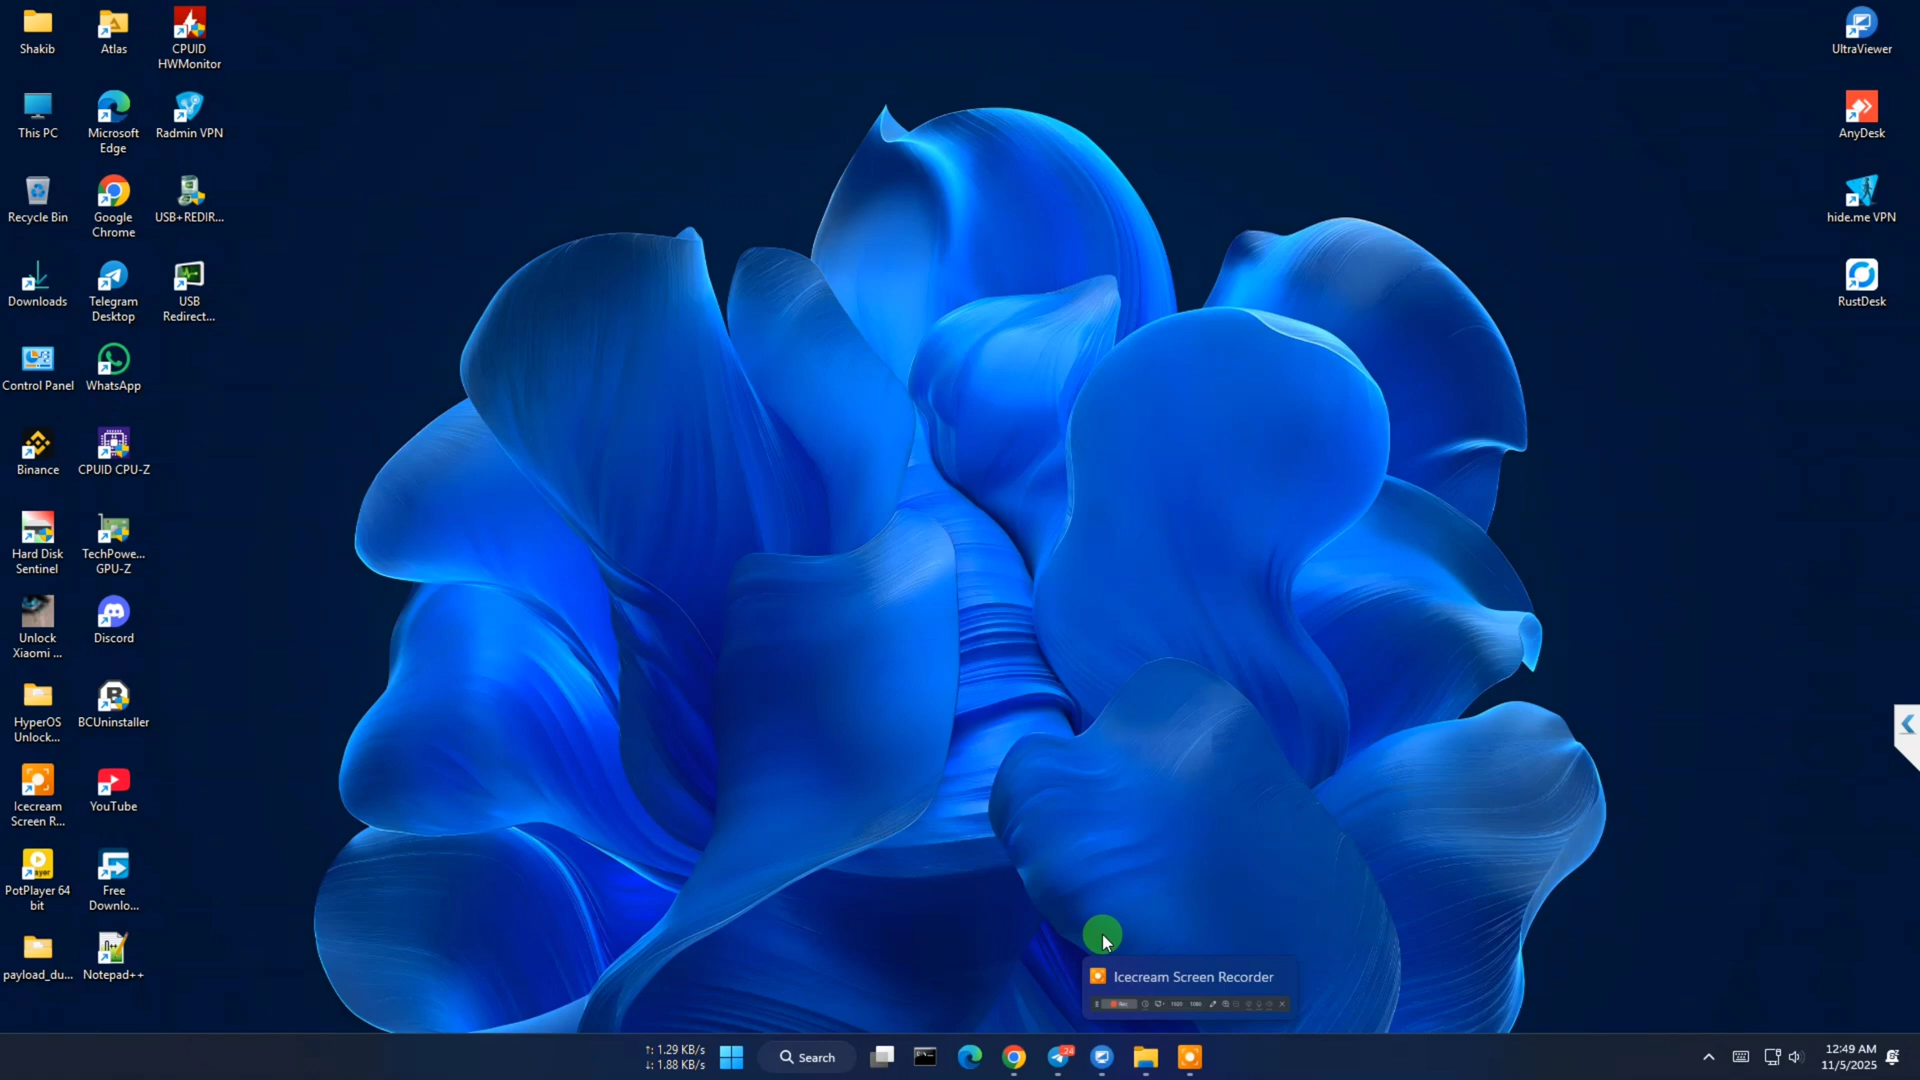 Shakib
Atlas
CPUID
HWMonitor
UltraViewer
This PC
Microsoft
Edge
Radmin VPN
AnyDesk
Recycle Bin
Google
Chrome
USB+REDIR...
hide.me VPN
Downloads
Telegram
Desktop
USB
Redirect...
RustDesk
Control Panel
WhatsApp
Binance
CPUID CPU-Z
Hard Disk
Sentinel
TechPowe...
GPU-Z
Unlock
Xiaomi ...
Discord
HyperOS
Unlock...
BCUninstaller
Icecream
Screen R...
YouTube
PotPlayer 64
bit
Free
Downlo...
payload_du...
Notepad++
Icecream Screen Recorder
Rec
↑: 1.29 KB/s
↓: 1.88 KB/s
Search
24
12:49 AM
11/5/2025